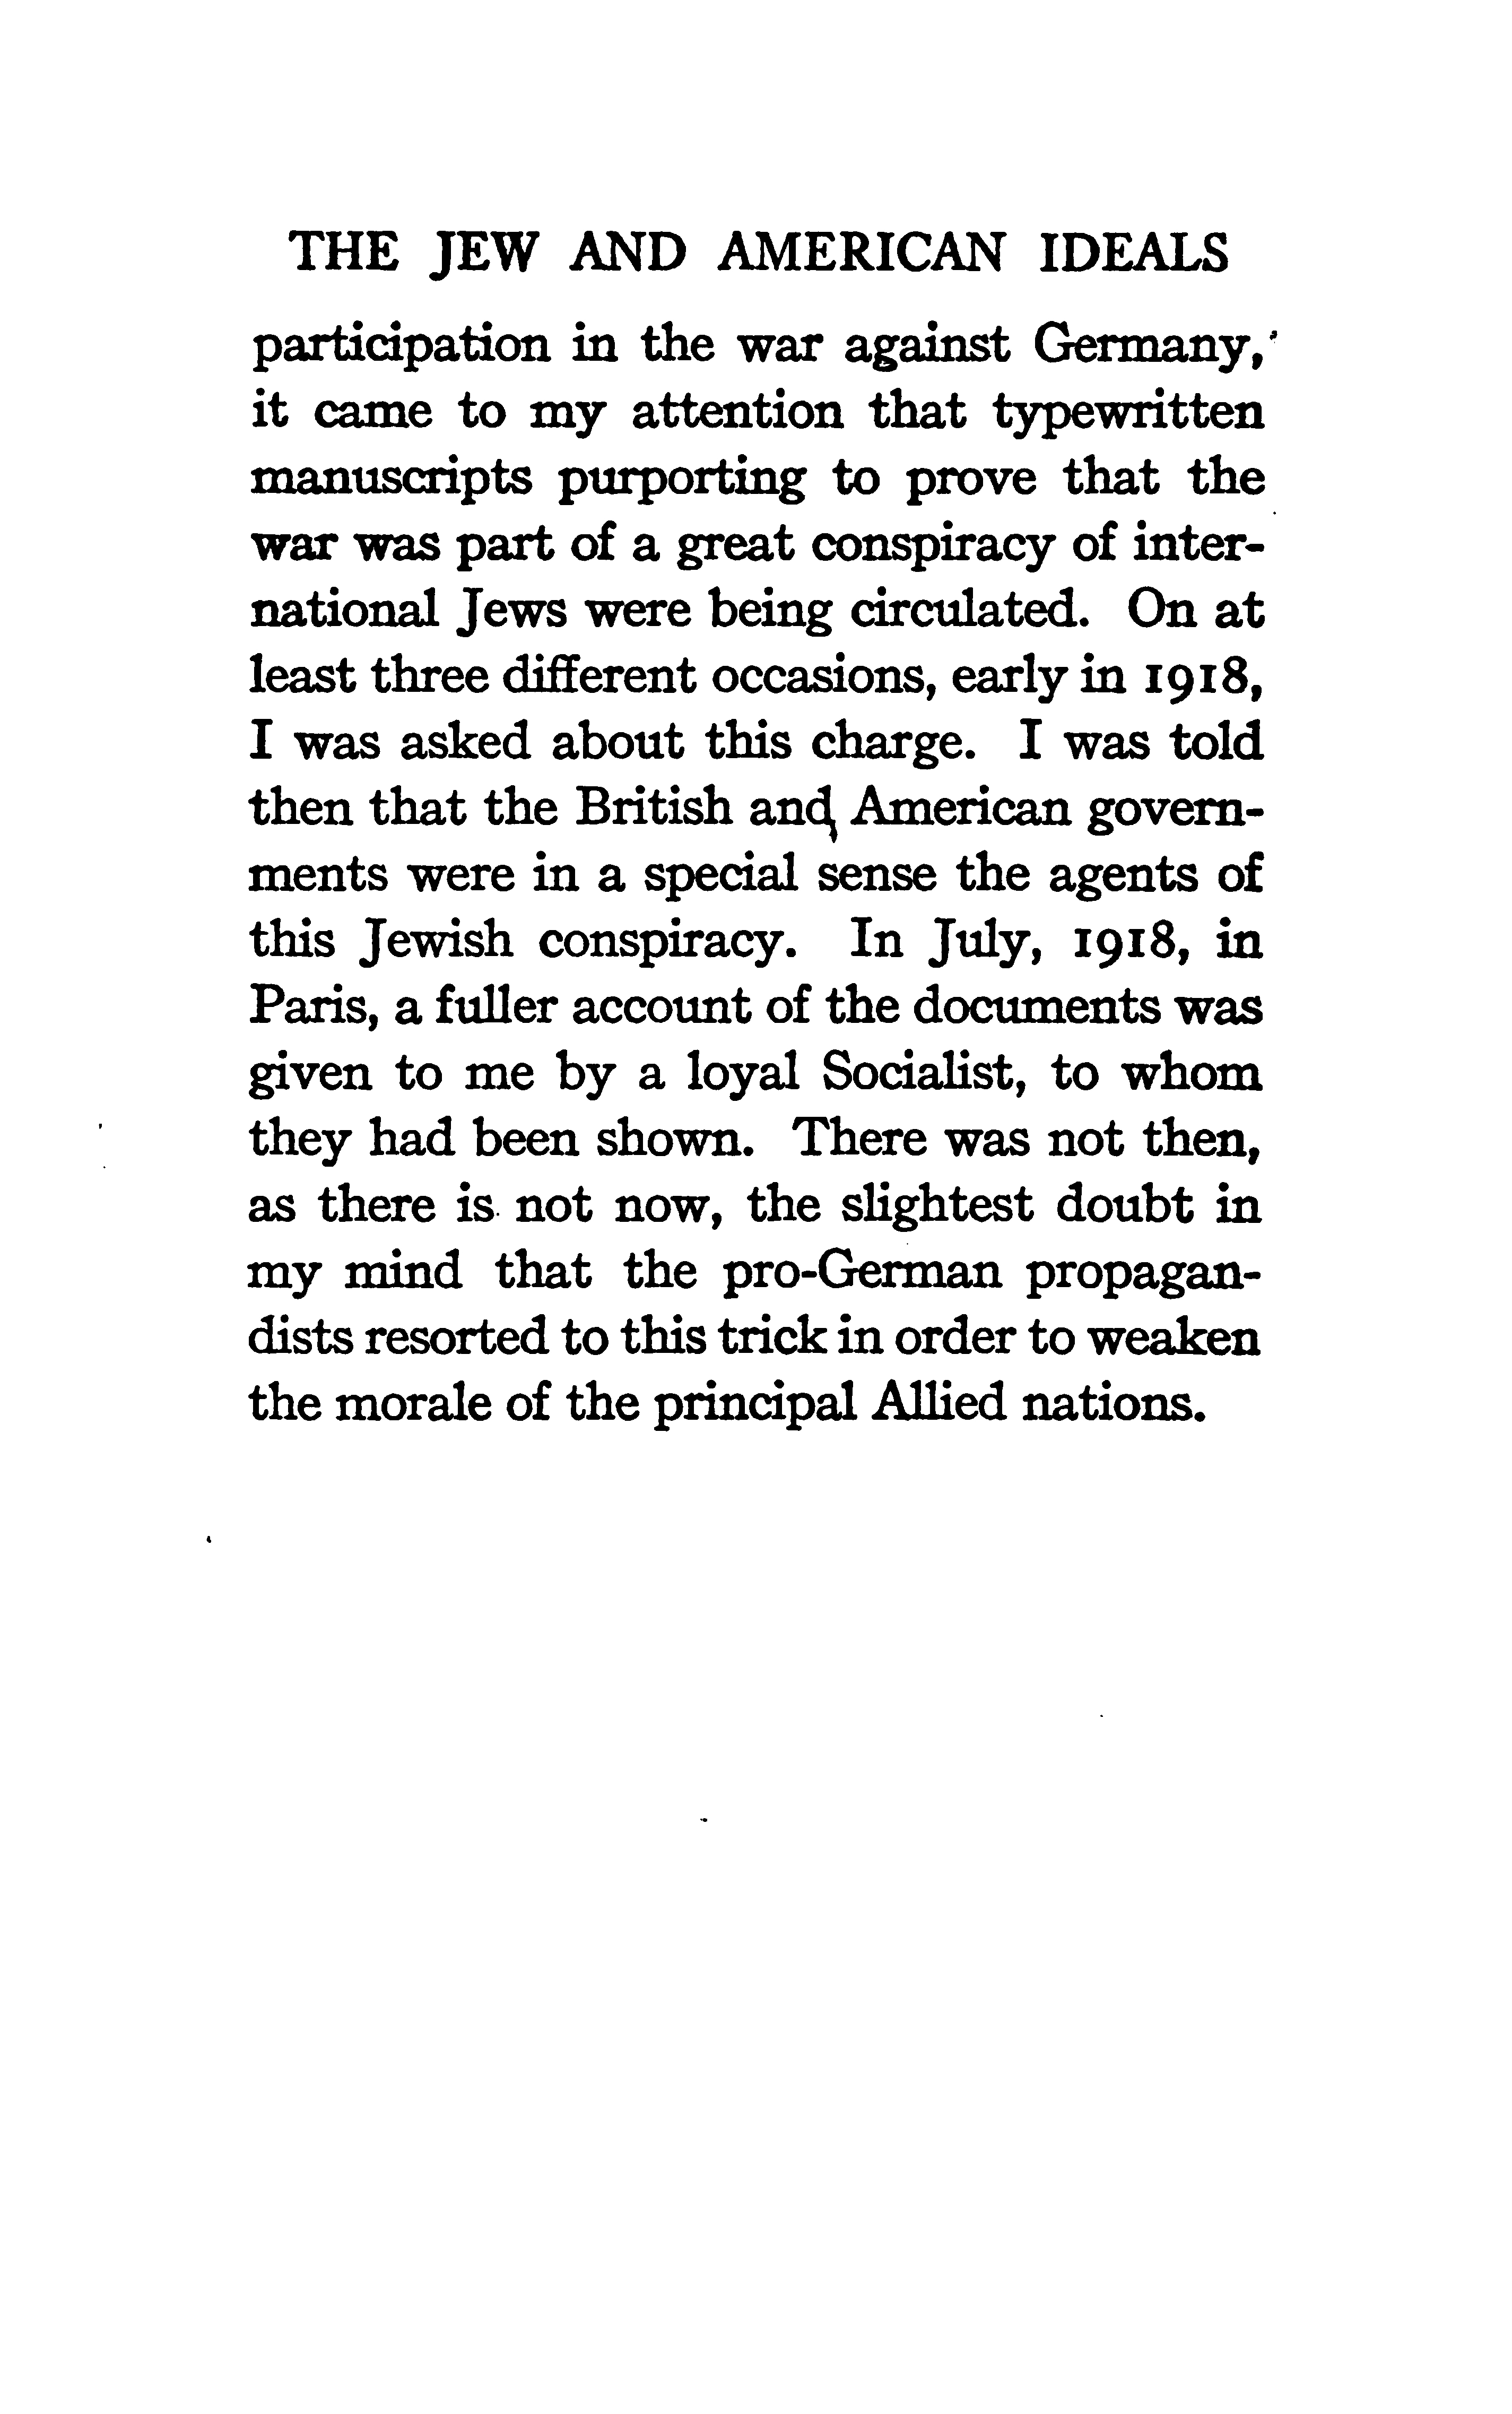 THE JEW AND AMERICAN IDEALS
participation in the war against Germany,
it came to my attention that typewritten
manuscripts purporting to prove that the
war was part of a great conspiracy of inter-
national Jews were being circulated. On at
least three different occasions, early in 1918,
I was asked about this charge. I was told
then that the British and American govern-
ments were in a special sense the agents of
this Jewish conspiracy. In July, 1918, in
Paris, a fuller account of the documents was
given to me by a loyal Socialist, to whom
they had been shown. There was not then,
as there is not now, the slightest doubt in
my mind that the pro-German propagan-
dists resorted to this trick in order to weaken
the morale of the principal Allied nations.